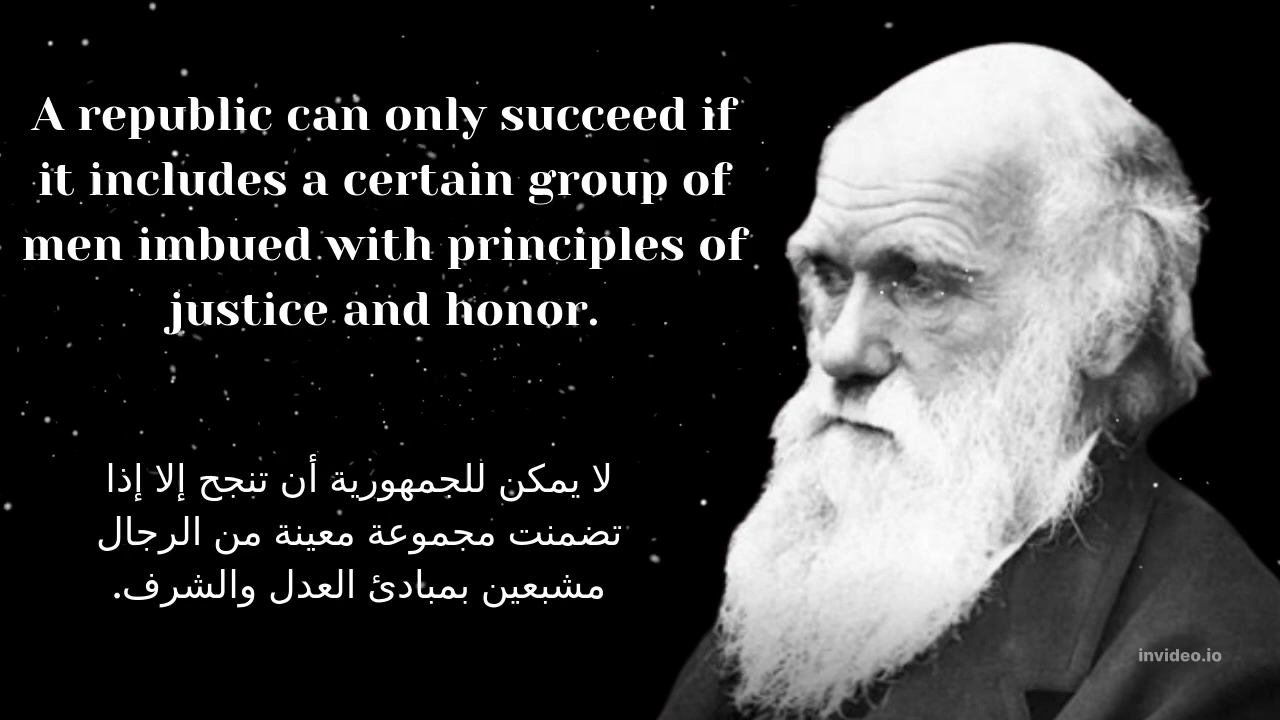 A republic can only succeed if
it includes a certain group of
men imbued with principles of
justice and honor.
لا يمكن للجمهورية أن تنجح إلا إذا
تضمنت مجموعة معينة من الرجال
مشبعين بمبادئ العدل والشرف.
invideo.io